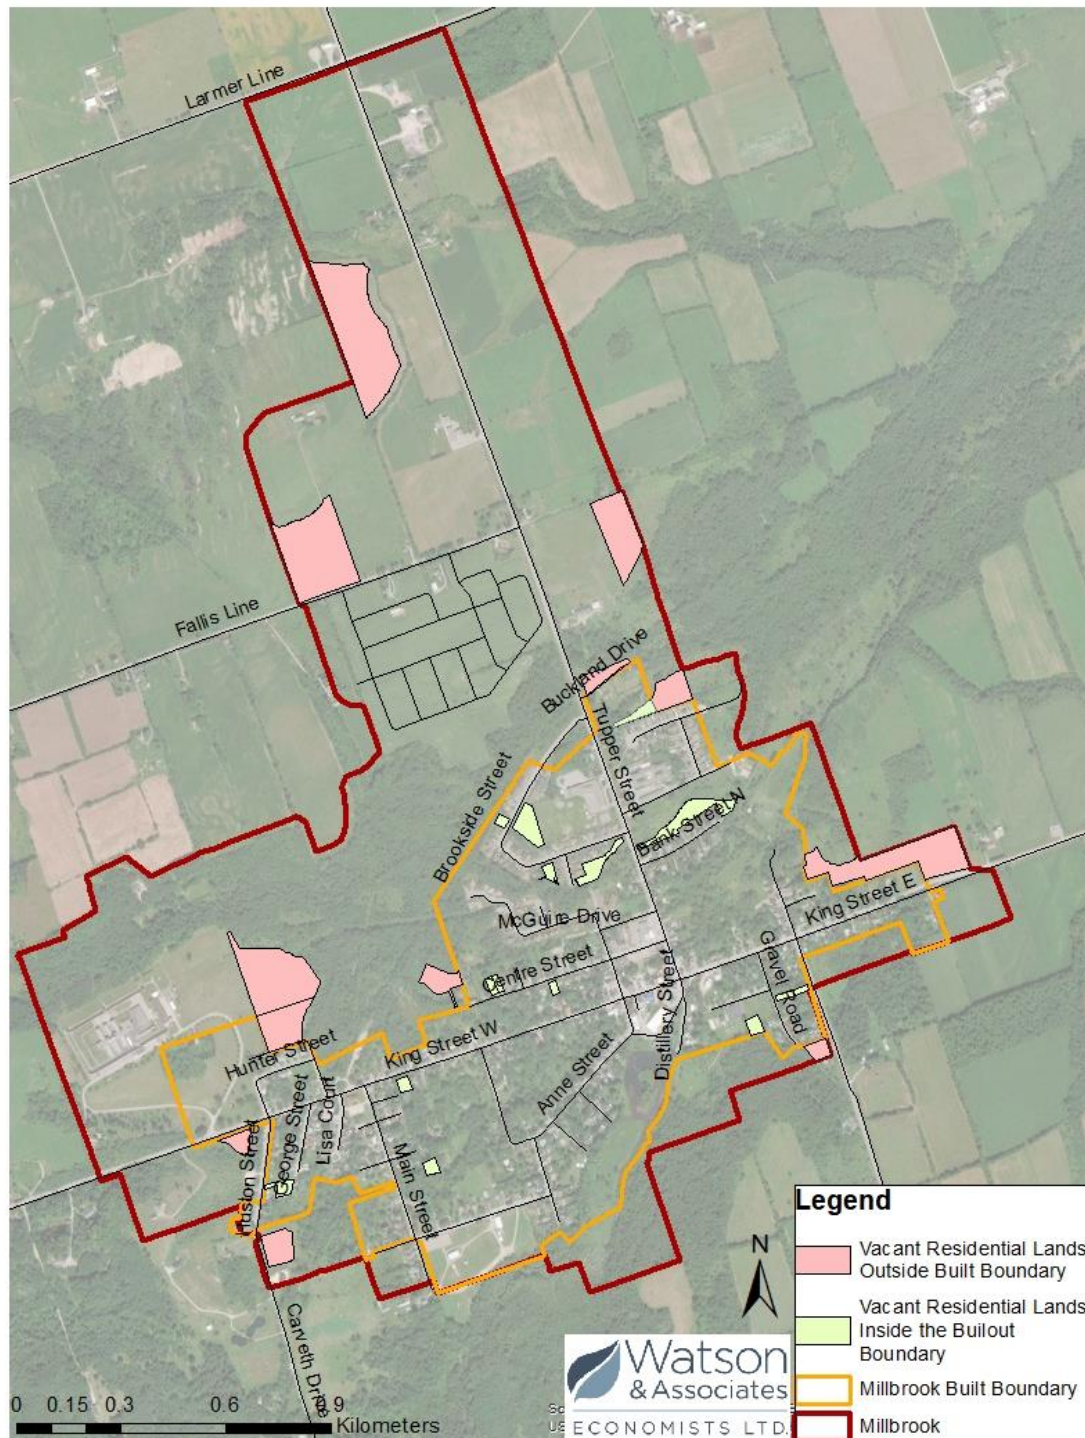 Larmer Line
Fallis Line
Buckland Drive
Tupper Street
Brookside Street
Bank Street N
McGuire Drive
King Street E
Centre Street
Gravel Road
Distillery Street
King Street W
Hunter Street
Anne Street
Lisa Court
George Street
Huston Street
Main Street
Carveth Drive
Legend
N
Vacant Residential Lands
Outside Built Boundary
Vacant Residential Lands
Inside the Builout
Boundary
Millbrook Built Boundary
Millbrook
Watson
& Associates
ECONOMISTS LTD.
0 0.15 0.3 0.6 0.9
Kilometers